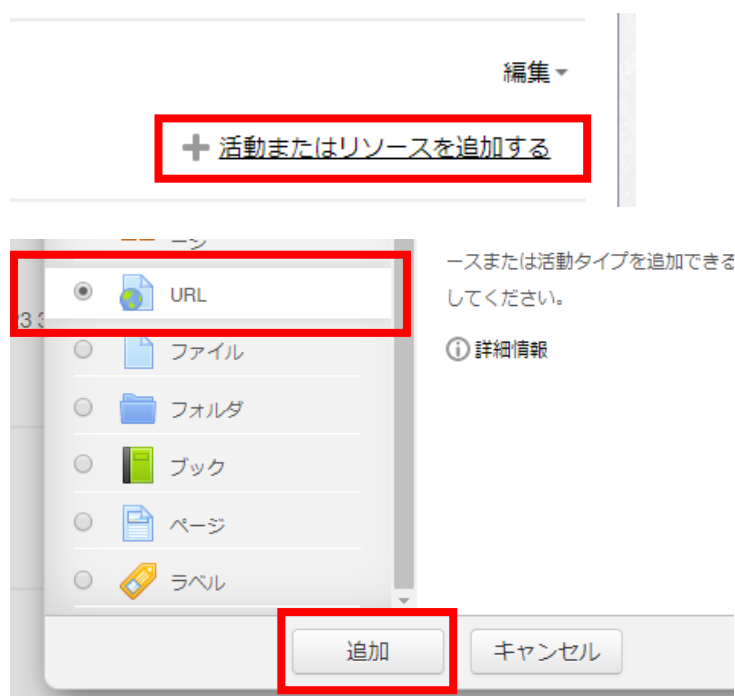 編集
活動またはリソースを追加する
ージ
ースまたは活動タイプを追加できる
URL
してください。
ファイル
詳細情報
フォルダ
ブック
ページ
ラベル
追加
キャンセル